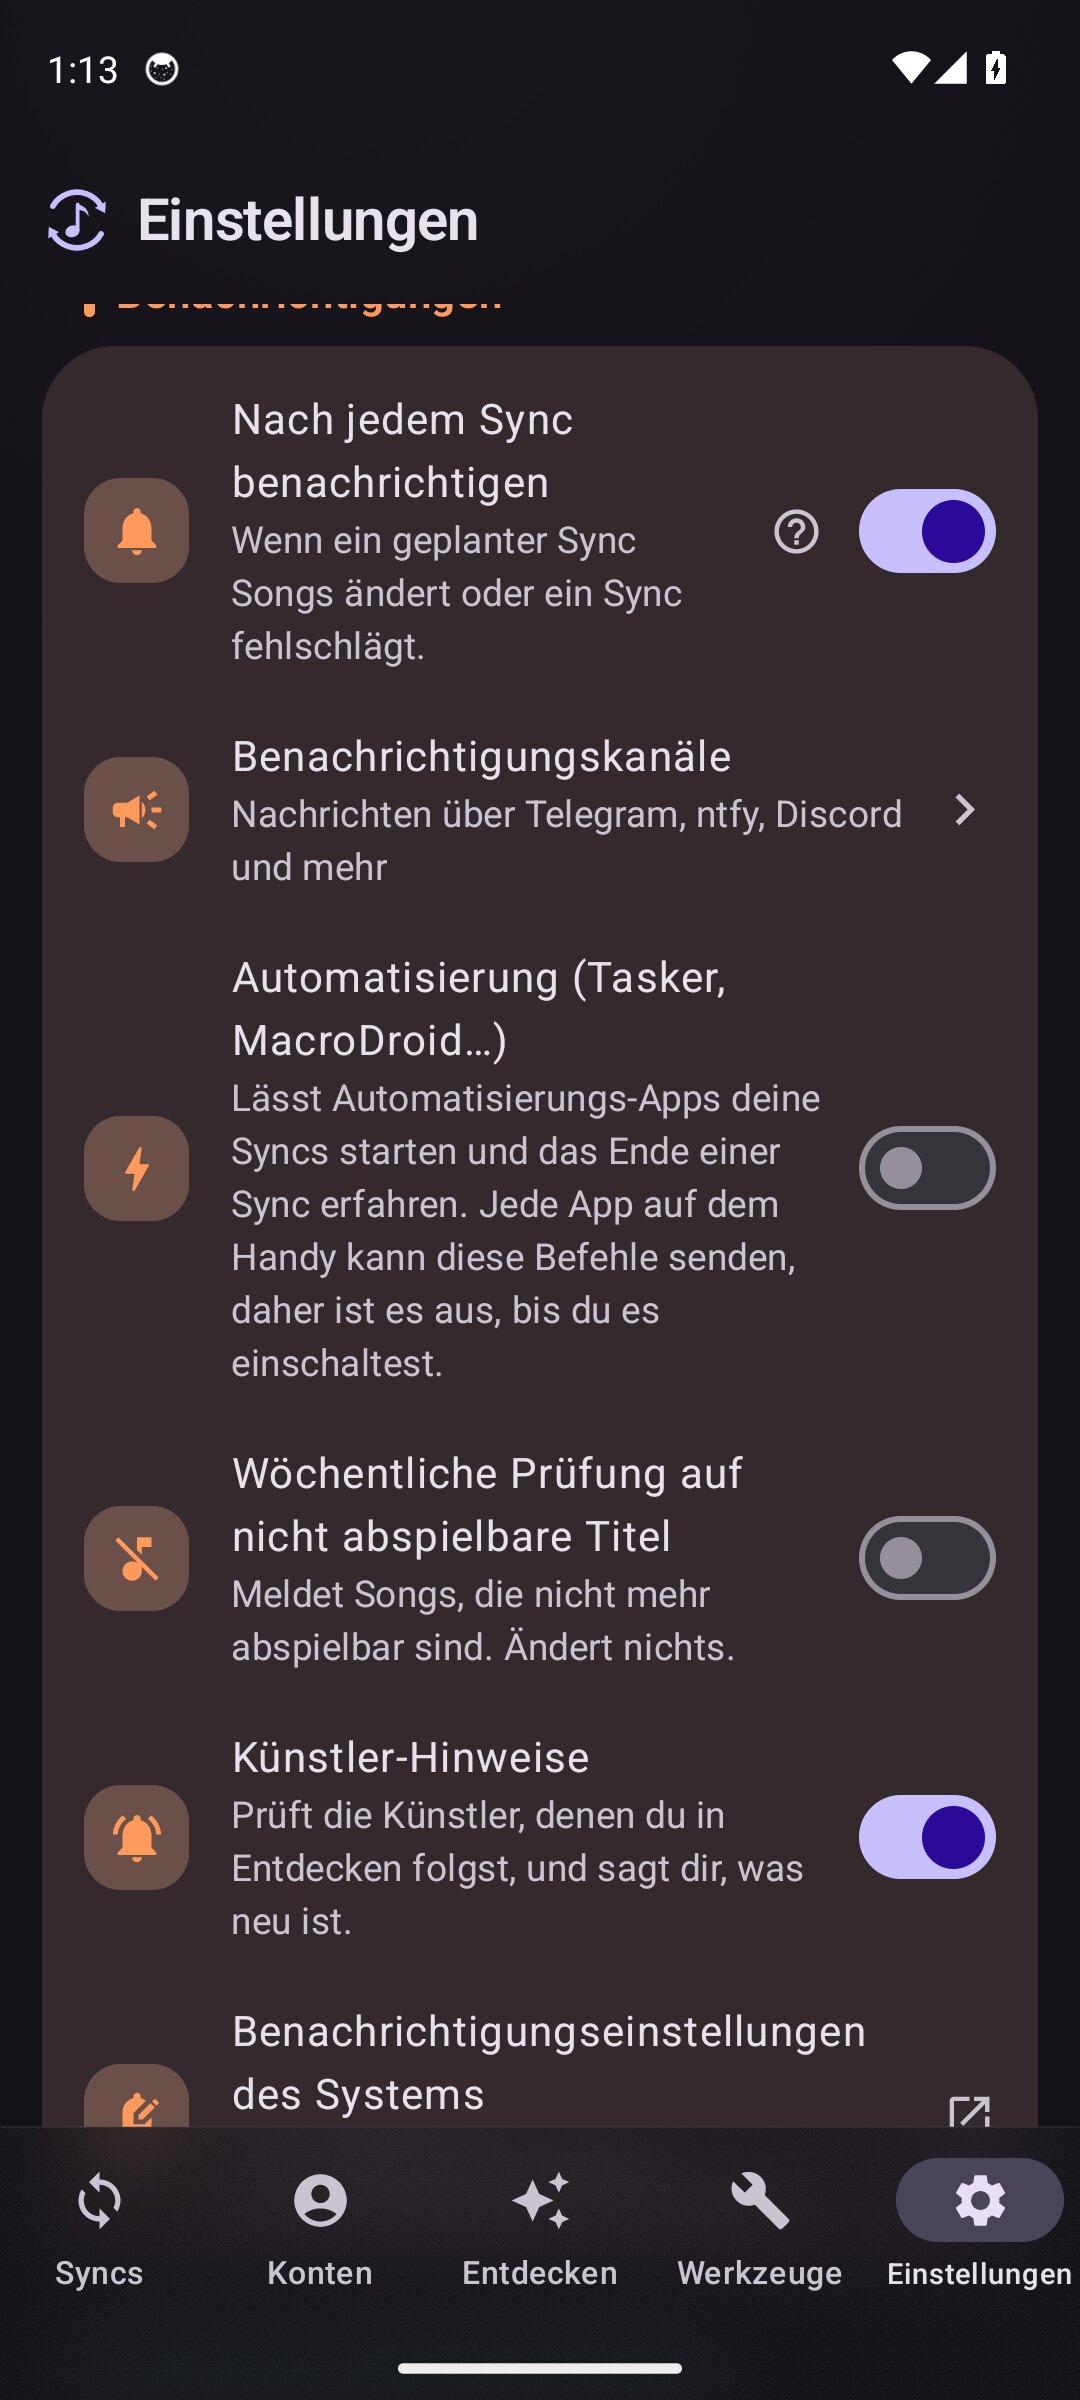 1:13
Einstellungen
Benachrichtigungen
Nach jedem Sync
benachrichtigen
Wenn ein geplanter Sync
Songs ändert oder ein Sync
fehlschlägt.
Benachrichtigungskanäle
Nachrichten über Telegram, ntfy, Discord
und mehr
Automatisierung (Tasker,
MacroDroid…)
Lässt Automatisierungs-Apps deine
Syncs starten und das Ende einer
Sync erfahren. Jede App auf dem
Handy kann diese Befehle senden,
daher ist es aus, bis du es
einschaltest.
Wöchentliche Prüfung auf
nicht abspielbare Titel
Meldet Songs, die nicht mehr
abspielbar sind. Ändert nichts.
Künstler-Hinweise
Prüft die Künstler, denen du in
Entdecken folgst, und sagt dir, was
neu ist.
Benachrichtigungseinstellungen
des Systems
Syncs
Konten
Entdecken
Werkzeuge
Einstellungen